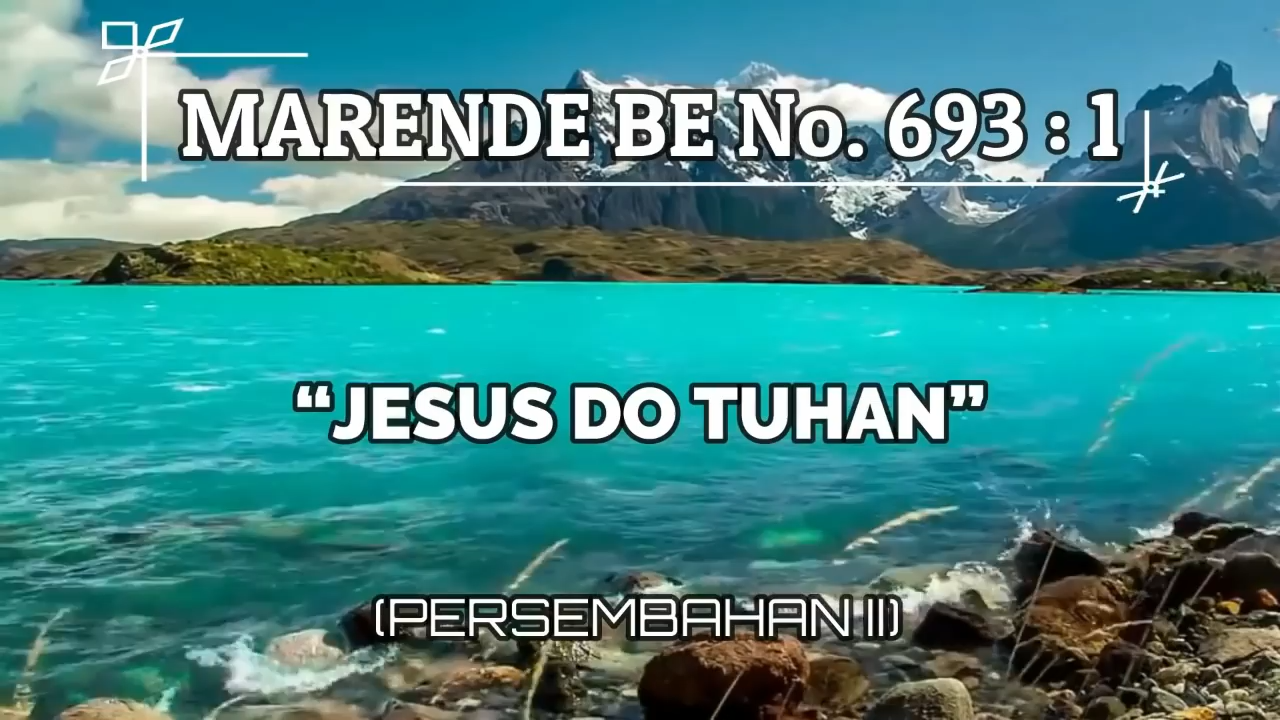 MARENDE BE No. 693 : 1
“JESUS DO TUHAN”
(PERSEMBAHAN II)